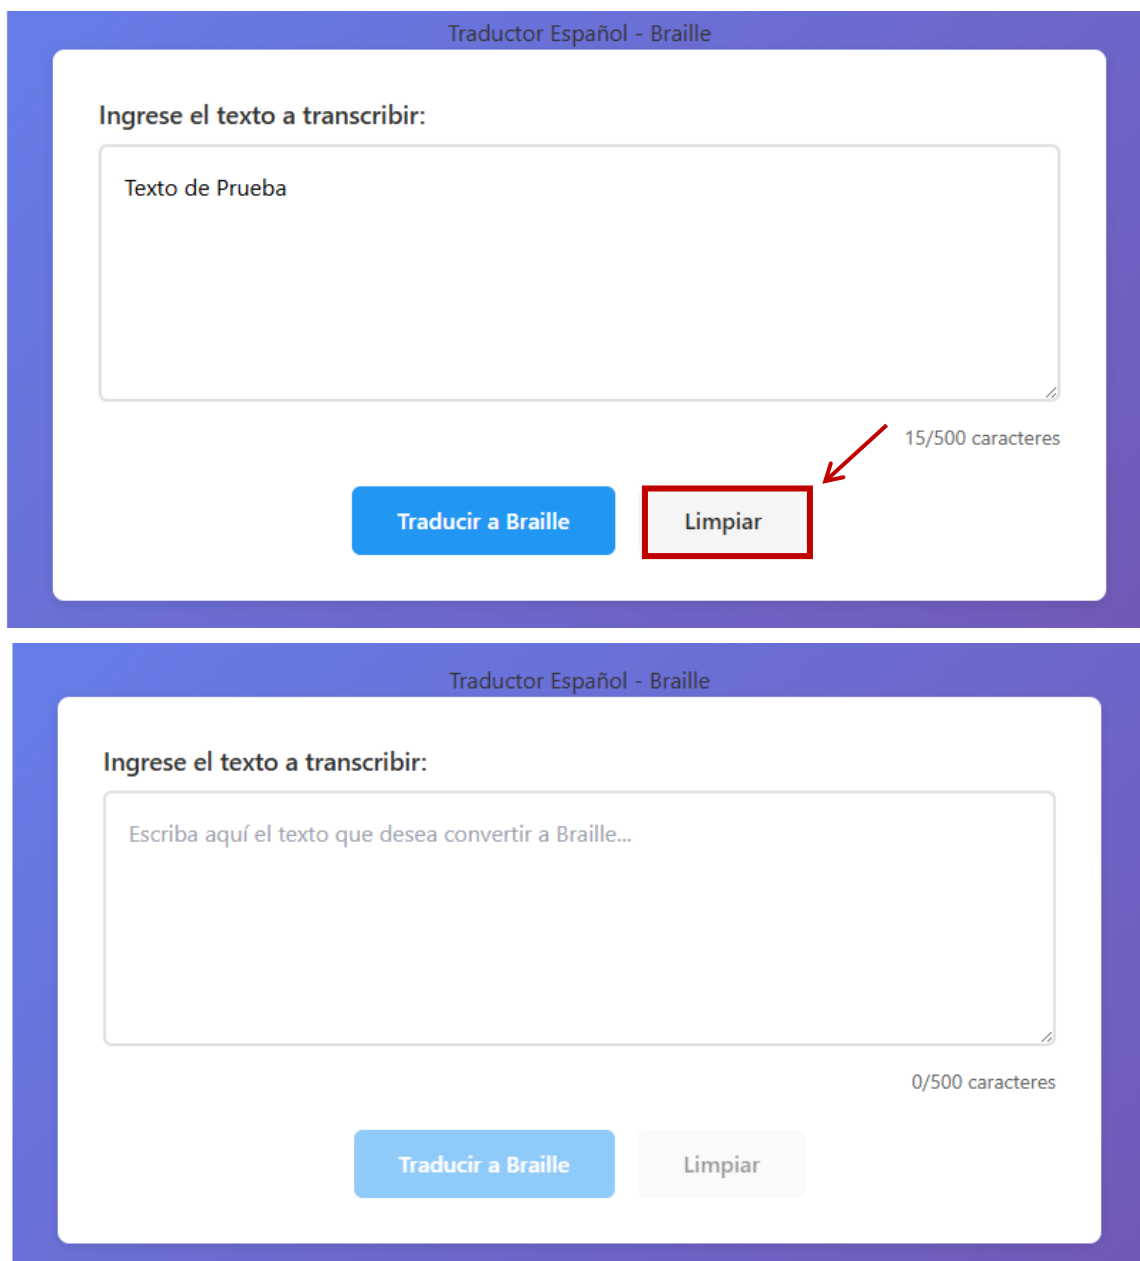 Traductor Español - Braille
Ingrese el texto a transcribir:
Texto de Prueba
15/500 caracteres
Traducir a Braille
Limpiar
Traductor Español - Braille
Ingrese el texto a transcribir:
Escriba aquí el texto que desea convertir a Braille...
0/500 caracteres
Traducir a Braille
Limpiar